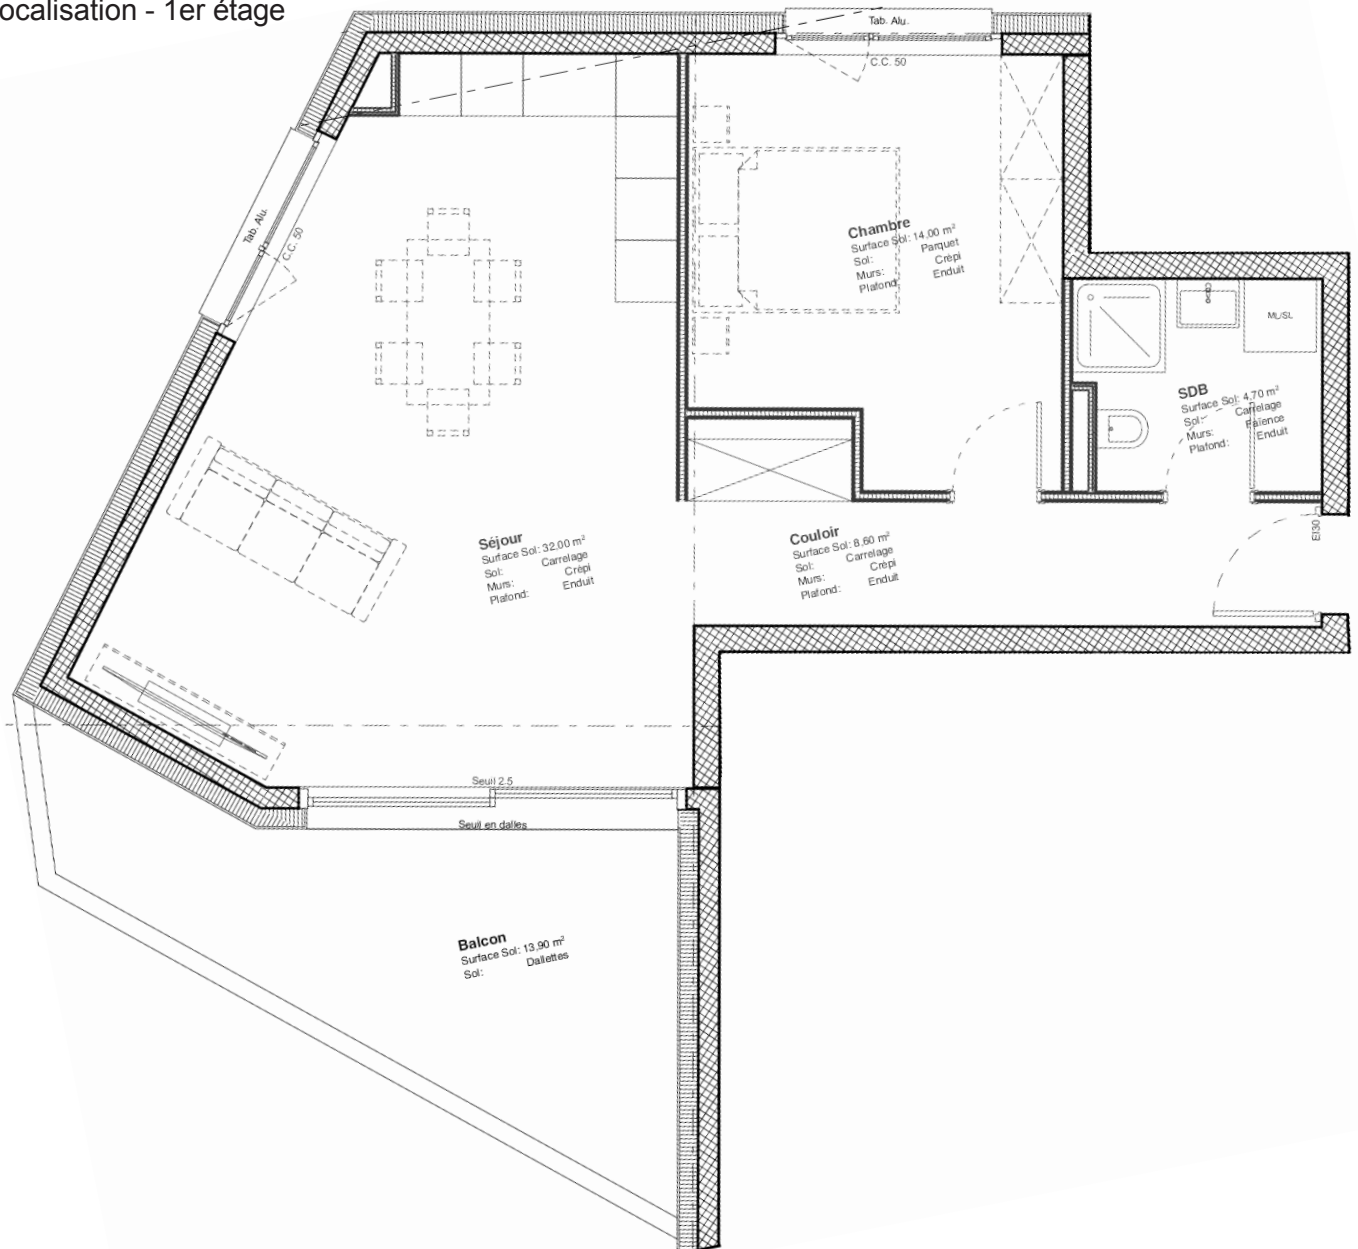 ocalisation - 1er étage
Tab. Alu.
C.C. 50
Tab. Alu.
C.C. 50
Chambre
Surface Sol: 14,00 m²
Sol: Parquet
Murs: Crépi
Plafond: Enduit
ML/SL
SDB
Surface Sol: 4,70 m²
Sol: Carrelage
Murs: Faïence
Plafond: Enduit
Séjour
Surface Sol: 32,00 m²
Sol: Carrelage
Murs: Crépi
Plafond: Enduit
Couloir
Surface Sol: 8,60 m²
Sol: Carrelage
Murs: Crépi
Plafond: Enduit
EI30
Seuil 2.5
Seuil en dalles
Balcon
Surface Sol: 13,90 m²
Sol: Dallettes